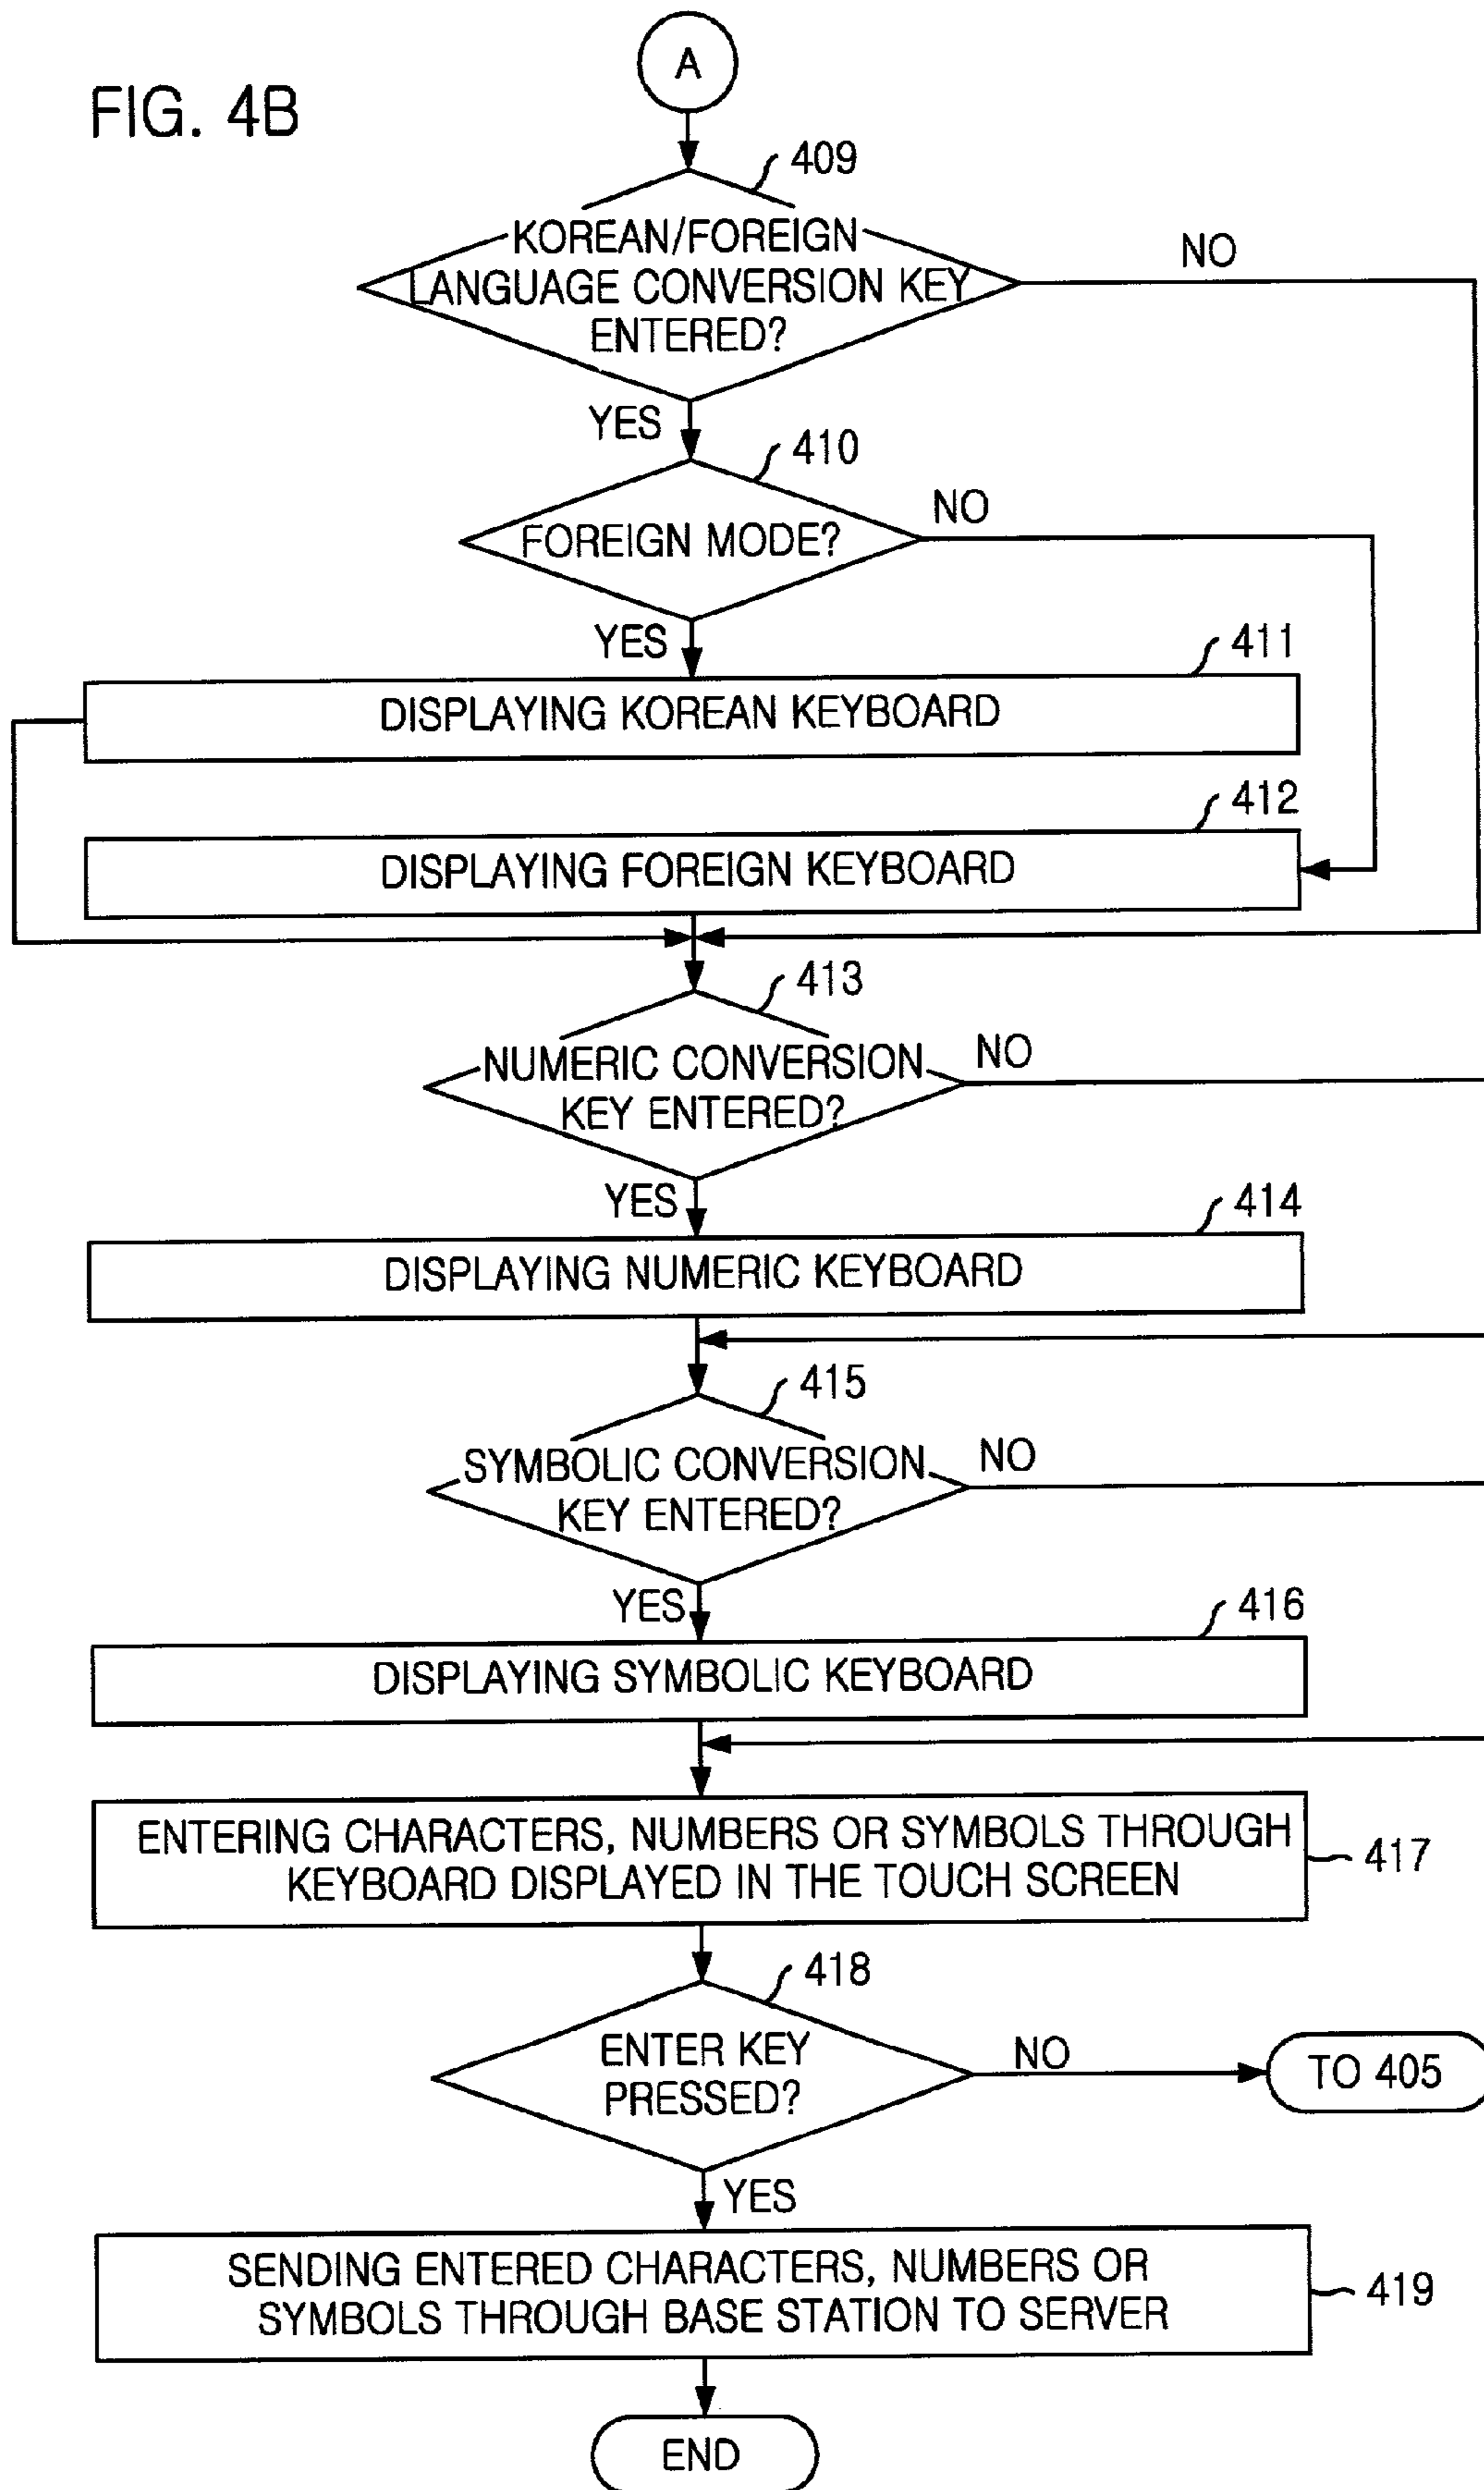 A
FIG. 4B
409
KOREAN/FOREIGN
LANGUAGE CONVERSION KEY
ENTERED?
NO
YES
410
FOREIGN MODE?
NO
YES
411
DISPLAYING KOREAN KEYBOARD
412
DISPLAYING FOREIGN KEYBOARD
413
NUMERIC CONVERSION
KEY ENTERED?
NO
YES
414
DISPLAYING NUMERIC KEYBOARD
415
SYMBOLIC CONVERSION
KEY ENTERED?
NO
YES
416
DISPLAYING SYMBOLIC KEYBOARD
ENTERING CHARACTERS, NUMBERS OR SYMBOLS THROUGH
KEYBOARD DISPLAYED IN THE TOUCH SCREEN
417
418
ENTER KEY
PRESSED?
NO
TO 405
YES
SENDING ENTERED CHARACTERS, NUMBERS OR
SYMBOLS THROUGH BASE STATION TO SERVER
419
END